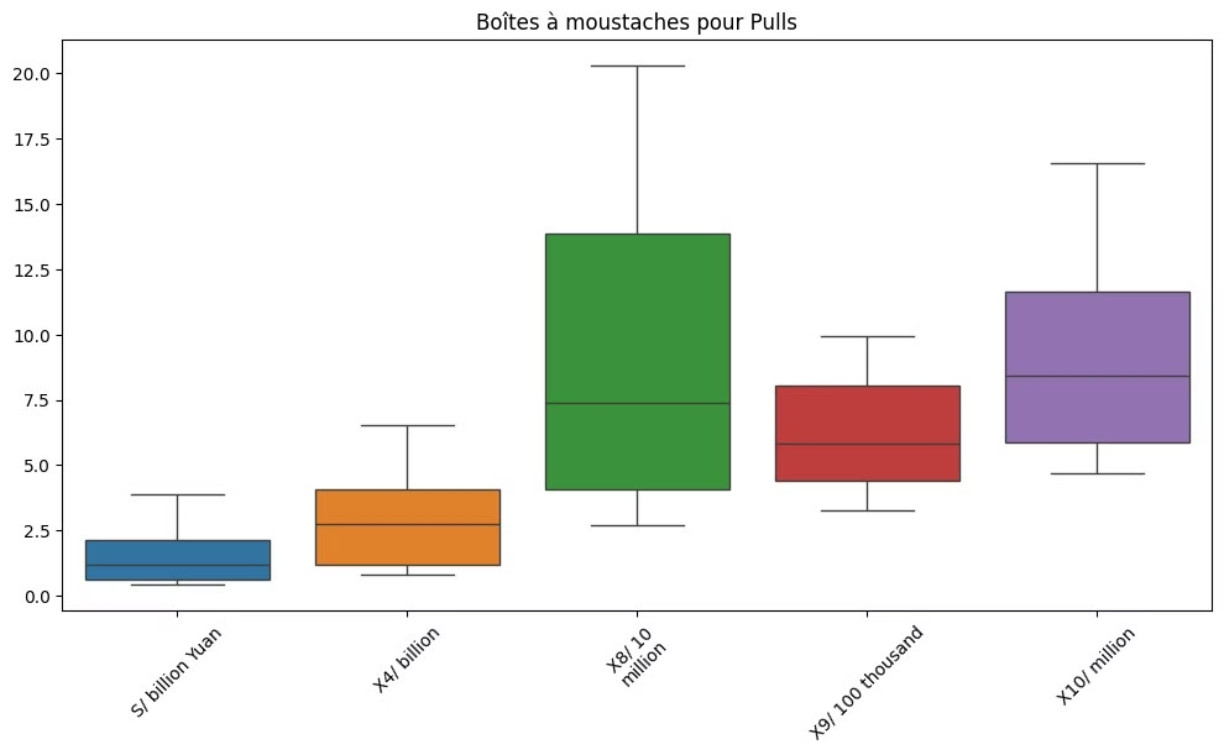 Boîtes à moustaches pour Pulls
20.0
17.5
15.0
12.5
10.0
7.5
5.0
2.5
0.0
S/ billion Yuan
X4/ billion
X8/ 10
million
X9/ 100 thousand
X10/ million